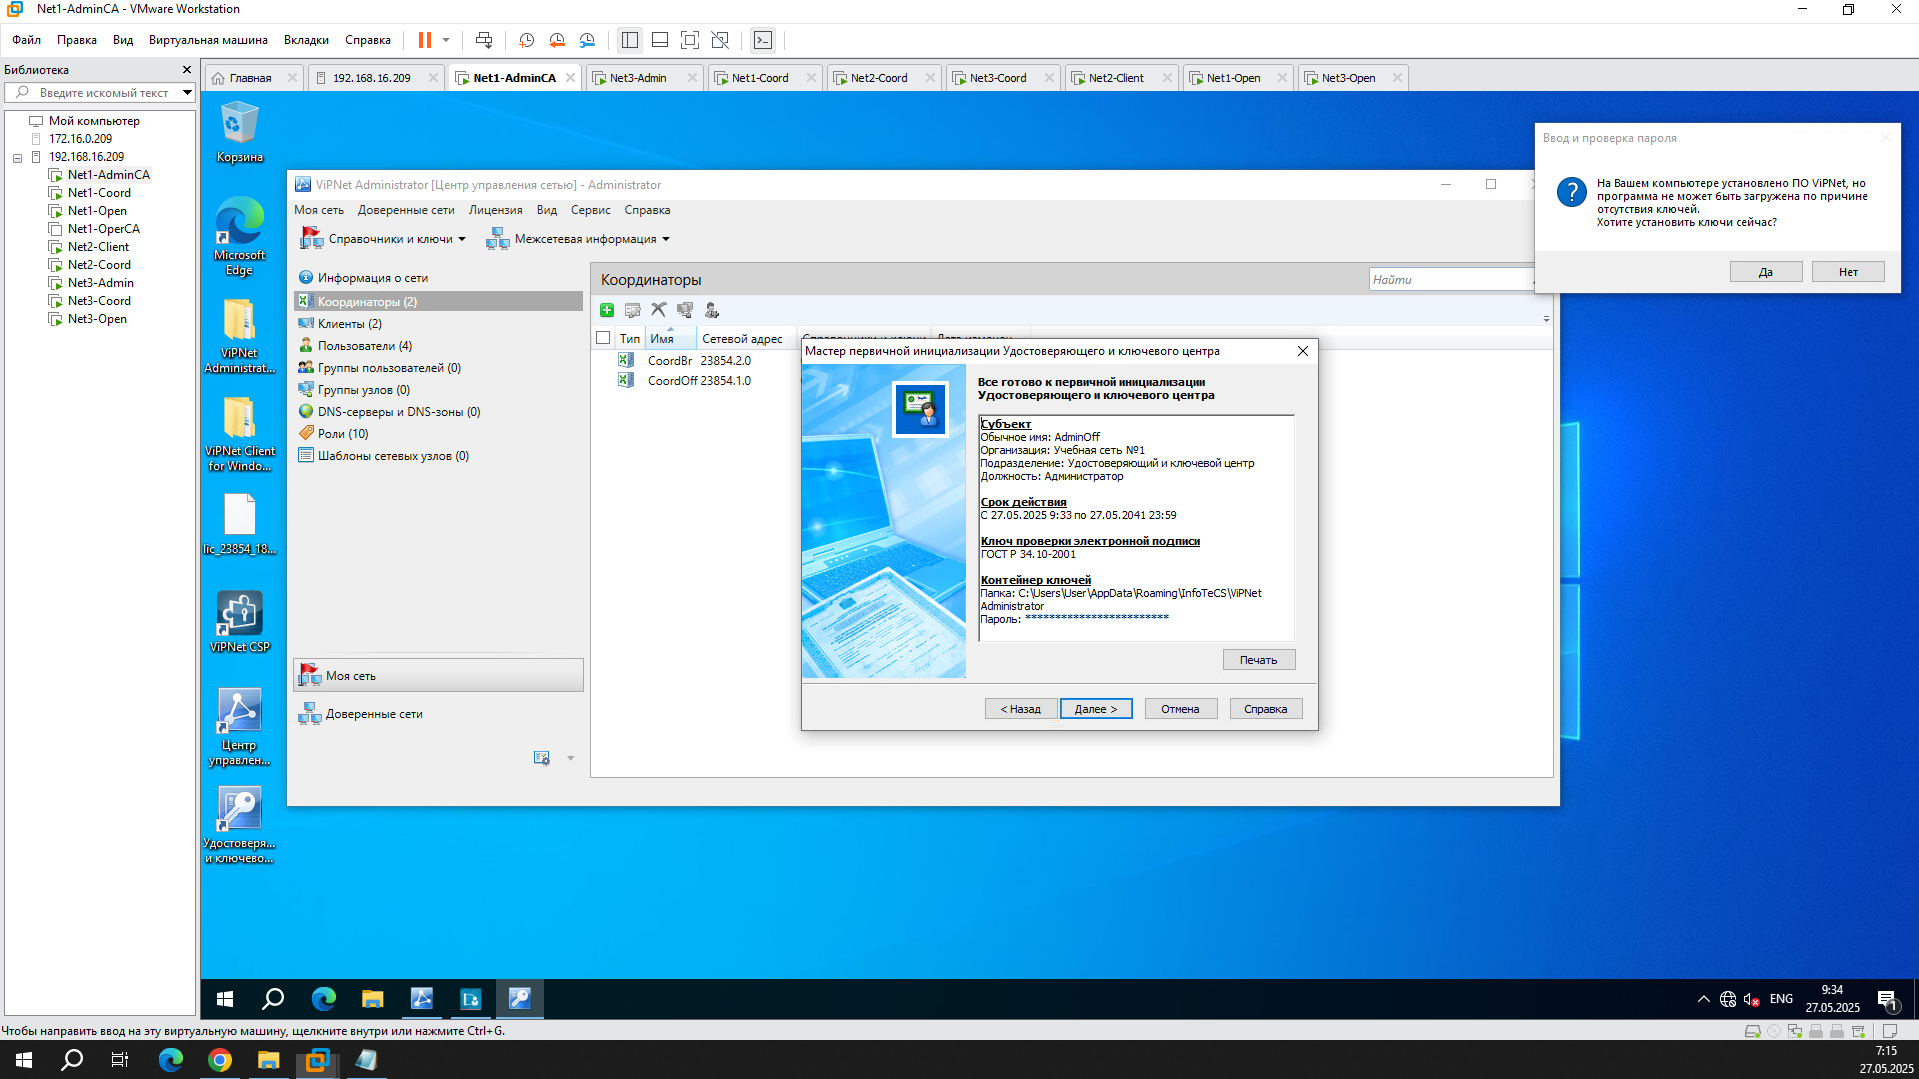 Net1-AdminCA - VMware Workstation
Файл Правка Вид Виртуальная машина Вкладки Справка
Библиотека
Введите искомый текст
Мой компьютер
172.16.0.209
192.168.16.209
Net1-AdminCA
Net1-Coord
Net1-Open
Net1-OperCA
Net2-Client
Net2-Coord
Net3-Admin
Net3-Coord
Net3-Open
Главная 192.168.16.209 Net1-AdminCA Net3-Admin Net1-Coord Net2-Coord Net3-Coord Net2-Client Net1-Open Net3-Open
Корзина
Microsoft
Edge
ViPNet
Administrat...
ViPNet Client
for Windo...
lic_23854_18...
ViPNet CSP
Центр
управлен...
Удостоверя...
и ключево...
ViPNet Administrator [Центр управления сетью] - Administrator
Моя сеть Доверенные сети Лицензия Вид Сервис Справка
Справочники и ключи Межсетевая информация
Информация о сети
Координаторы (2)
Клиенты (2)
Пользователи (4)
Группы пользователей (0)
Группы узлов (0)
DNS-серверы и DNS-зоны (0)
Роли (10)
Шаблоны сетевых узлов (0)
Моя сеть
Доверенные сети
Координаторы
Найти
Тип Имя Сетевой адрес Справочники и ключи Дата изменен
CoordBr 23854.2.0
CoordOff 23854.1.0
Мастер первичной инициализации Удостоверяющего и ключевого центра
Все готово к первичной инициализации
Удостоверяющего и ключевого центра
Субъект
Обычное имя: AdminOff
Организация: Учебная сеть №1
Подразделение: Удостоверяющий и ключевой центр
Должность: Администратор
Срок действия
С 27.05.2025 9:33 по 27.05.2041 23:59
Ключ проверки электронной подписи
ГОСТ Р 34.10-2001
Контейнер ключей
Папка: C:\Users\User\AppData\Roaming\InfoTeCS\ViPNet
Administrator
Пароль: ************************
Печать
< Назад Далее > Отмена Справка
Ввод и проверка пароля
На Вашем компьютере установлено ПО ViPNet, но
программа не может быть загружена по причине
отсутствия ключей.
Хотите установить ключи сейчас?
Да Нет
ENG
9:34
27.05.2025
1
Чтобы направить ввод на эту виртуальную машину, щелкните внутри или нажмите Ctrl+G.
7:15
27.05.2025